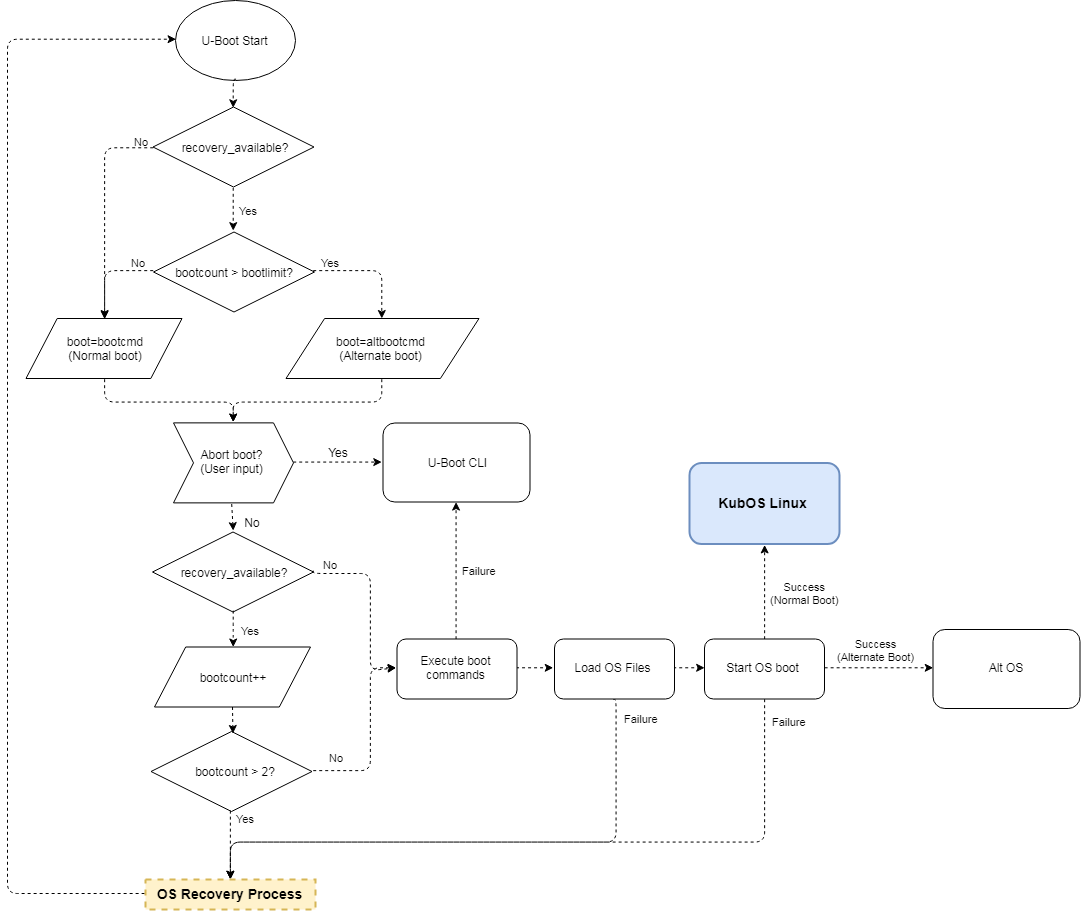 U-Boot Start
recovery_available?
No
Yes
bootcount > bootlimit?
No
Yes
boot=bootcmd
(Normal boot)
boot=altbootcmd
(Alternate boot)
Abort boot?
(User input)
Yes
U-Boot CLI
No
KubOS Linux
recovery_available?
No
Failure
Success
(Normal Boot)
Yes
Execute boot
commands
Load OS Files
Start OS boot
Success
(Alternate Boot)
Alt OS
bootcount++
Failure
Failure
bootcount > 2?
No
Yes
OS Recovery Process